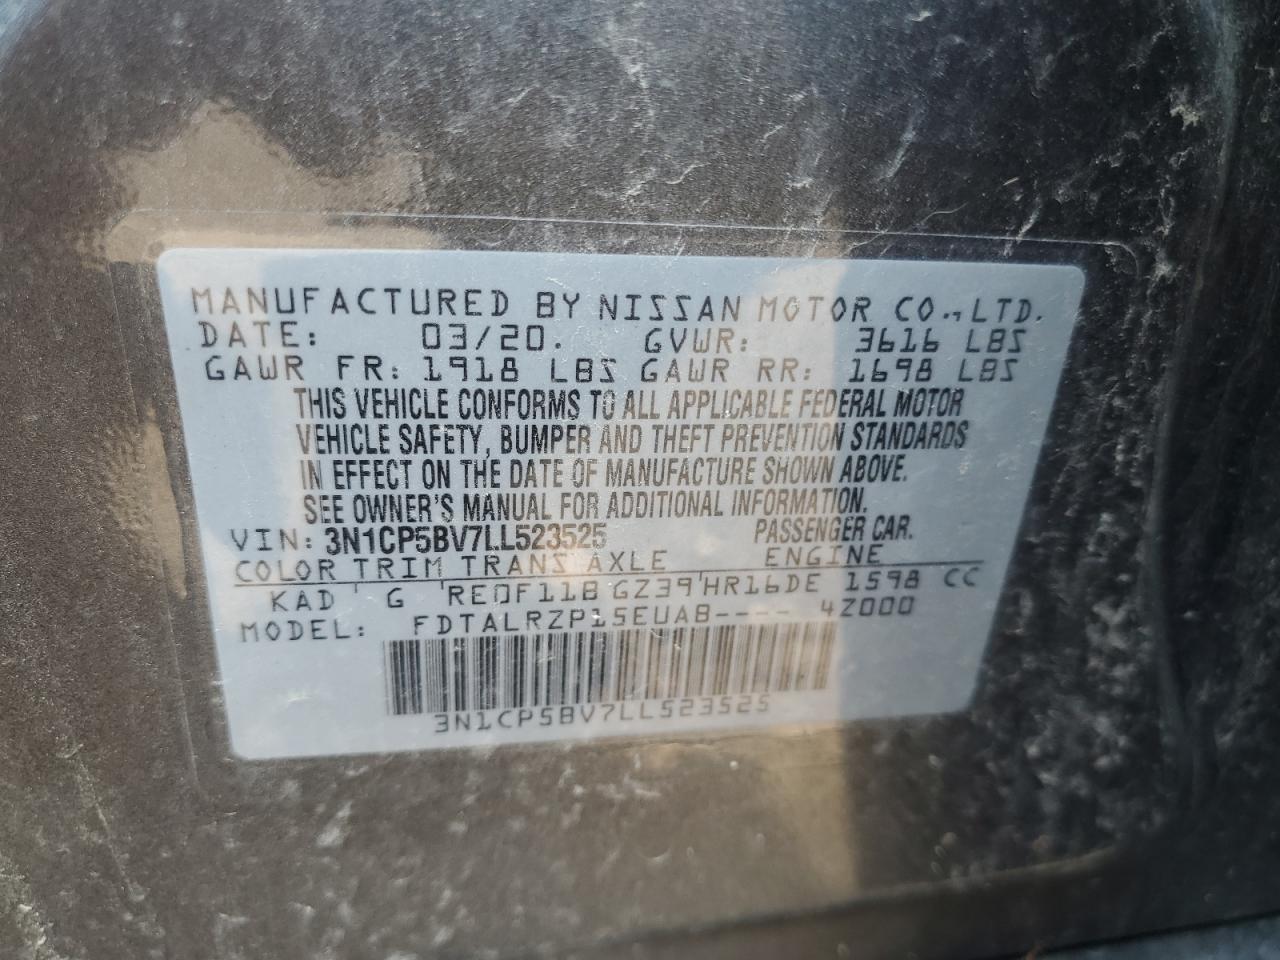 MANUFACTURED BY NISSAN MOTOR CO.,LTD.
DATE: 03/20. GVWR: 3616 LBS
GAWR FR: 1918 LBS GAWR RR: 1698 LBS
THIS VEHICLE CONFORMS TO ALL APPLICABLE FEDERAL MOTOR
VEHICLE SAFETY, BUMPER AND THEFT PREVENTION STANDARDS
IN EFFECT ON THE DATE OF MANUFACTURE SHOWN ABOVE.
SEE OWNER'S MANUAL FOR ADDITIONAL INFORMATION.
VIN: 3N1CP5BV7LL523525 PASSENGER CAR.
COLOR TRIM TRANS AXLE ENGINE
KAD G RE0F11B GZ39 HR16DE 1598 CC
MODEL: FDTALRZP15EUAB---- 4Z000
3N1CP5BV7LL523525